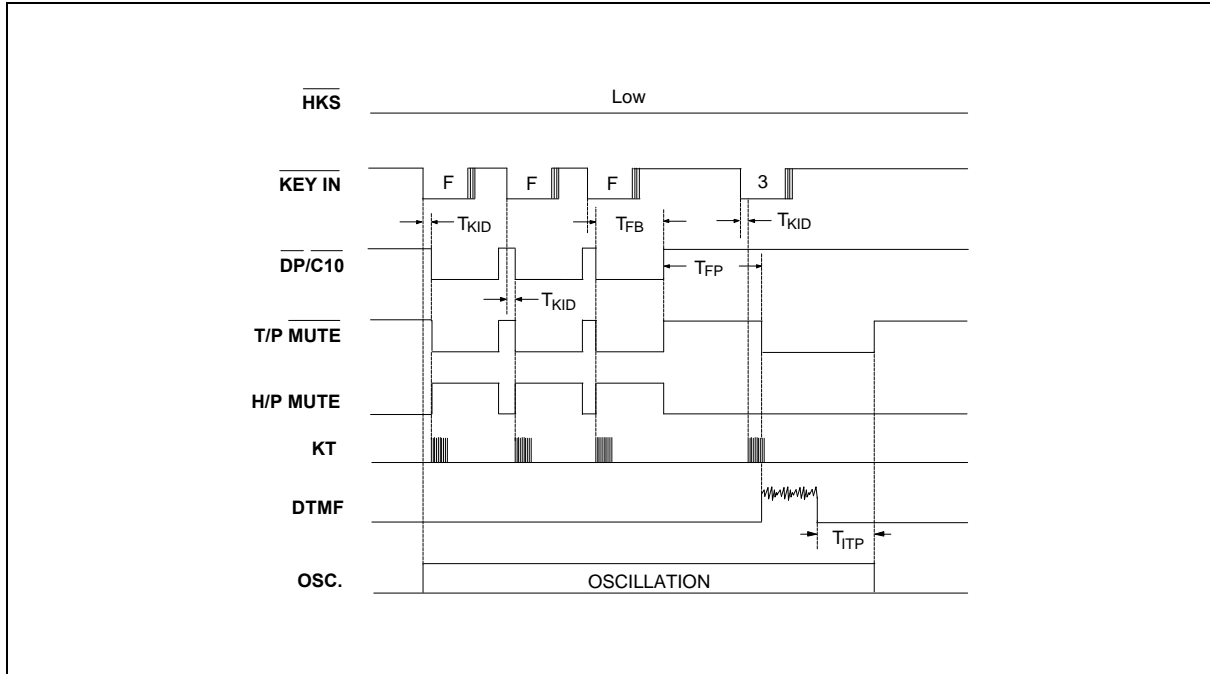 HKS Low
KEY IN F F F 3
TKID TFB TKID
DP/C10 TFP
TKID
T/P MUTE
H/P MUTE
KT
DTMF
TITP
OSC. OSCILLATION